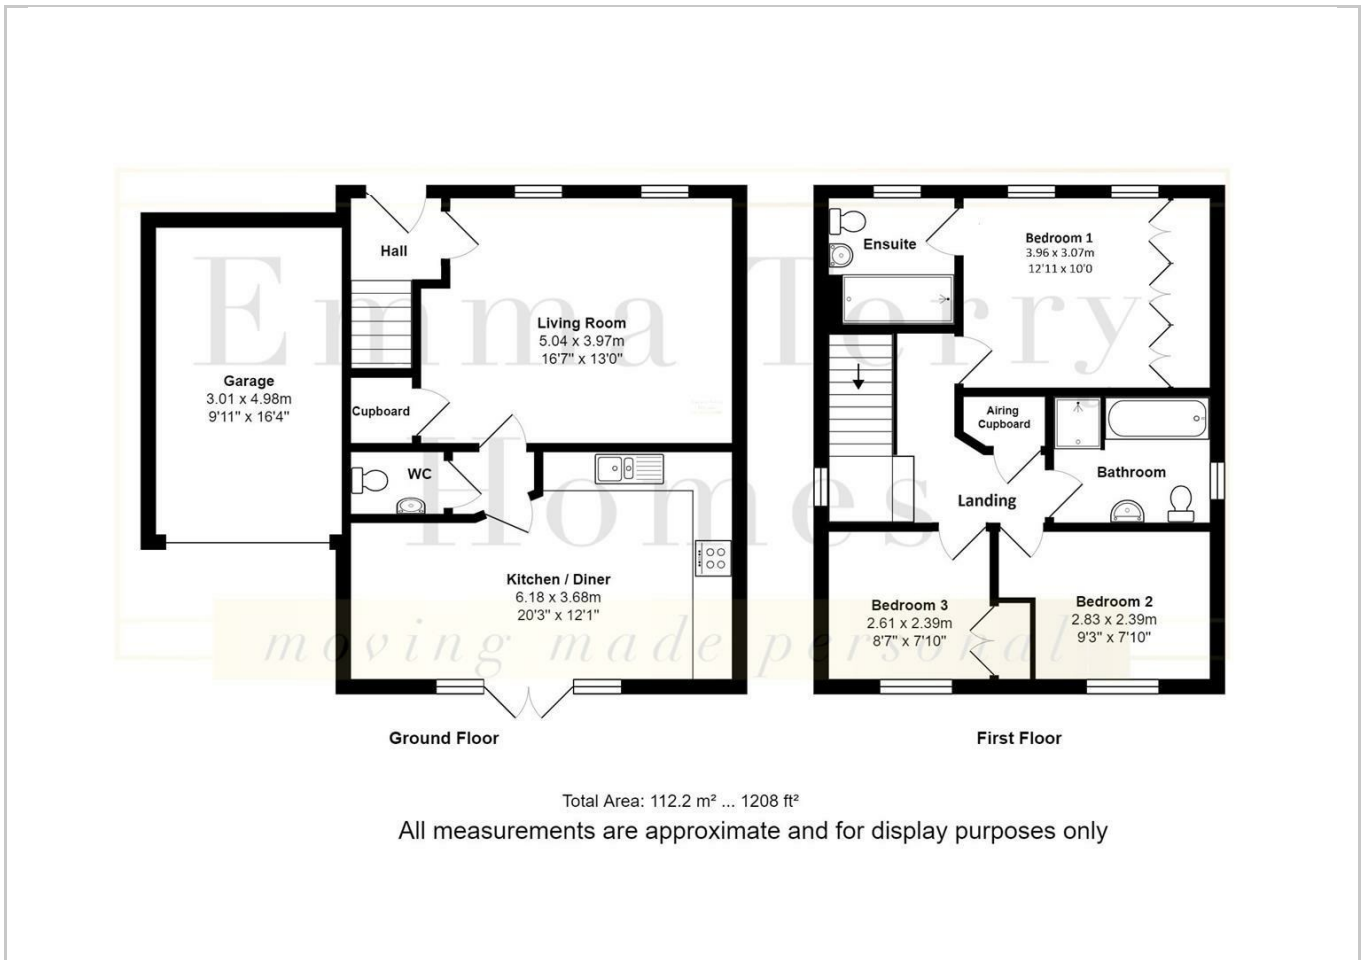 Hall
Living Room
5.04 x 3.97m
16'7" x 13'0"
Garage
3.01 x 4.98m
9'11" x 16'4"
Cupboard
WC
Kitchen / Diner
6.18 x 3.68m
20'3" x 12'1"
Ground Floor
Ensuite
Bedroom 1
3.96 x 3.07m
12'11 x 10'0
Airing
Cupboard
Bathroom
Landing
Bedroom 3
2.61 x 2.39m
8'7" x 7'10"
Bedroom 2
2.83 x 2.39m
9'3" x 7'10"
First Floor
Emma Terry
Homes
moving made personal
Total Area: 112.2 m² ... 1208 ft²
All measurements are approximate and for display purposes only